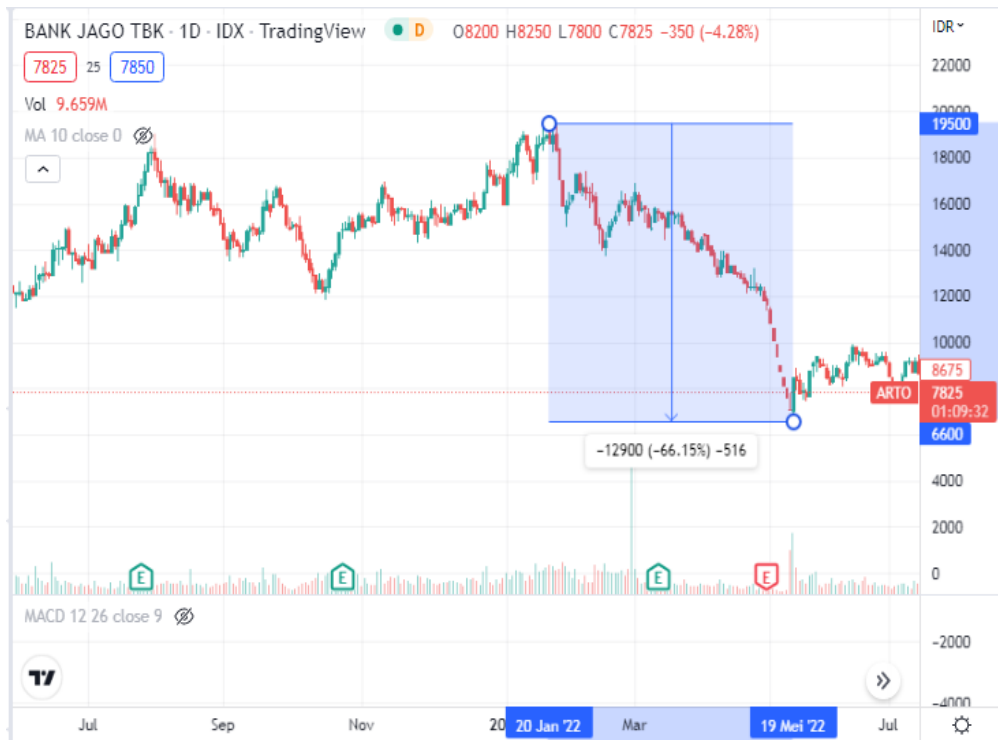 BANK JAGO TBK · 1D · IDX · TradingView D O8200 H8250 L7800 C7825 −350 (−4.28%)
IDR
7825 25 7850
Vol 9.659M
MA 10 close 0
22000
20000
19500
18000
16000
14000
12000
10000
8675
ARTO 7825
01:09:32
6600
−12900 (−66.15%) −516
4000
2000
E E E E
0
MACD 12 26 close 9
−2000
−4000
Jul Sep Nov 20 20 Jan '22 Mar 19 Mei '22 Jul